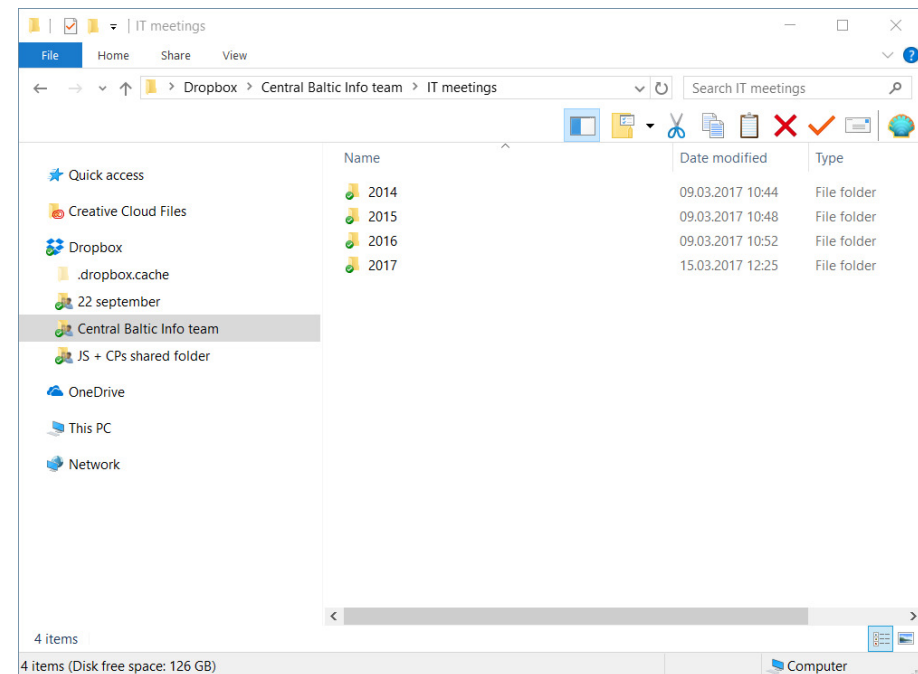 IT meetings
File Home Share View ?
Dropbox > Central Baltic Info team > IT meetings Search IT meetings
Name Date modified Type
Quick access
Creative Cloud Files
Dropbox
.dropbox.cache
22 september
Central Baltic Info team
JS + CPs shared folder
OneDrive
This PC
Network
2014 09.03.2017 10:44 File folder
2015 09.03.2017 10:48 File folder
2016 09.03.2017 10:52 File folder
2017 15.03.2017 12:25 File folder
4 items
4 items (Disk free space: 126 GB) Computer